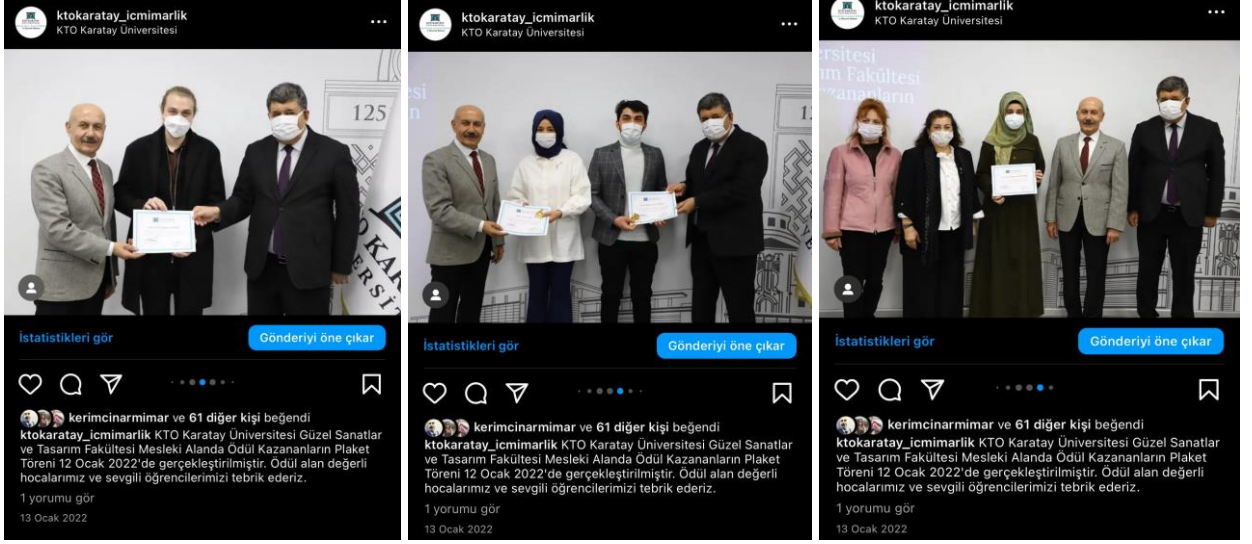 ktokaratay_icmimarlik
KTO Karatay Üniversitesi
125
İstatistikleri gör
Gönderiyi öne çıkar
kerimcinarmimar ve 61 diğer kişi beğendi
ktokaratay_icmimarlik KTO Karatay Üniversitesi Güzel Sanatlar
ve Tasarım Fakültesi Mesleki Alanda Ödül Kazananların Plaket
Töreni 12 Ocak 2022'de gerçekleştirilmiştir. Ödül alan değerli
hocalarımız ve sevgili öğrencilerimizi tebrik ederiz.
1 yorumu gör
13 Ocak 2022
ktokaratay_icmimarlik
KTO Karatay Üniversitesi
İstatistikleri gör
Gönderiyi öne çıkar
kerimcinarmimar ve 61 diğer kişi beğendi
ktokaratay_icmimarlik KTO Karatay Üniversitesi Güzel Sanatlar
ve Tasarım Fakültesi Mesleki Alanda Ödül Kazananların Plaket
Töreni 12 Ocak 2022'de gerçekleştirilmiştir. Ödül alan değerli
hocalarımız ve sevgili öğrencilerimizi tebrik ederiz.
1 yorumu gör
13 Ocak 2022
ktokaratay_icmimarlik
KTO Karatay Üniversitesi
ersitesi
ım Fakültesi
azananların
İstatistikleri gör
Gönderiyi öne çıkar
kerimcinarmimar ve 61 diğer kişi beğendi
ktokaratay_icmimarlik KTO Karatay Üniversitesi Güzel Sanatlar
ve Tasarım Fakültesi Mesleki Alanda Ödül Kazananların Plaket
Töreni 12 Ocak 2022'de gerçekleştirilmiştir. Ödül alan değerli
hocalarımız ve sevgili öğrencilerimizi tebrik ederiz.
1 yorumu gör
13 Ocak 2022